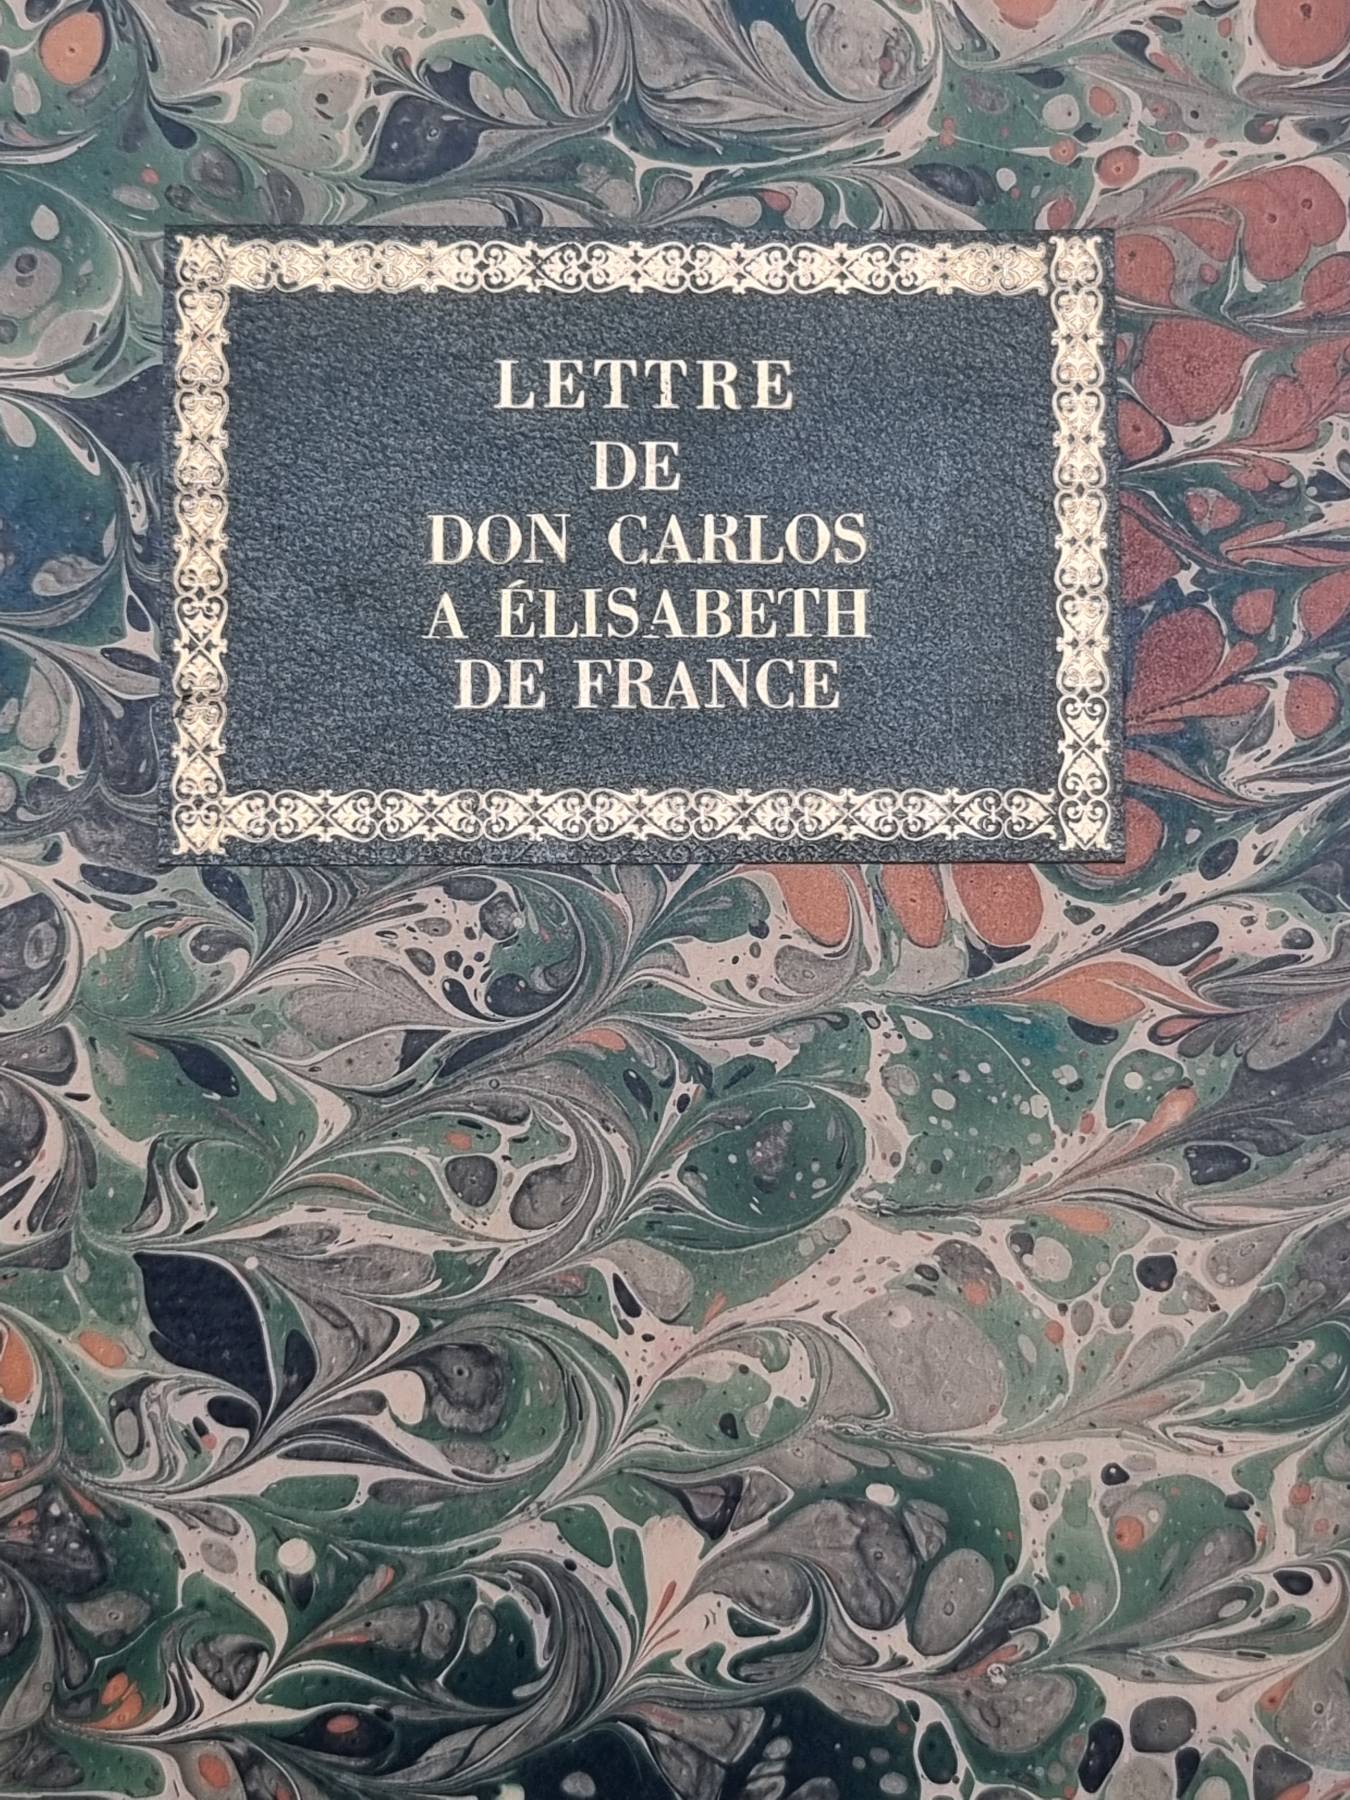 LETTRE
DE
DON CARLOS
A ÉLISABETH
DE FRANCE